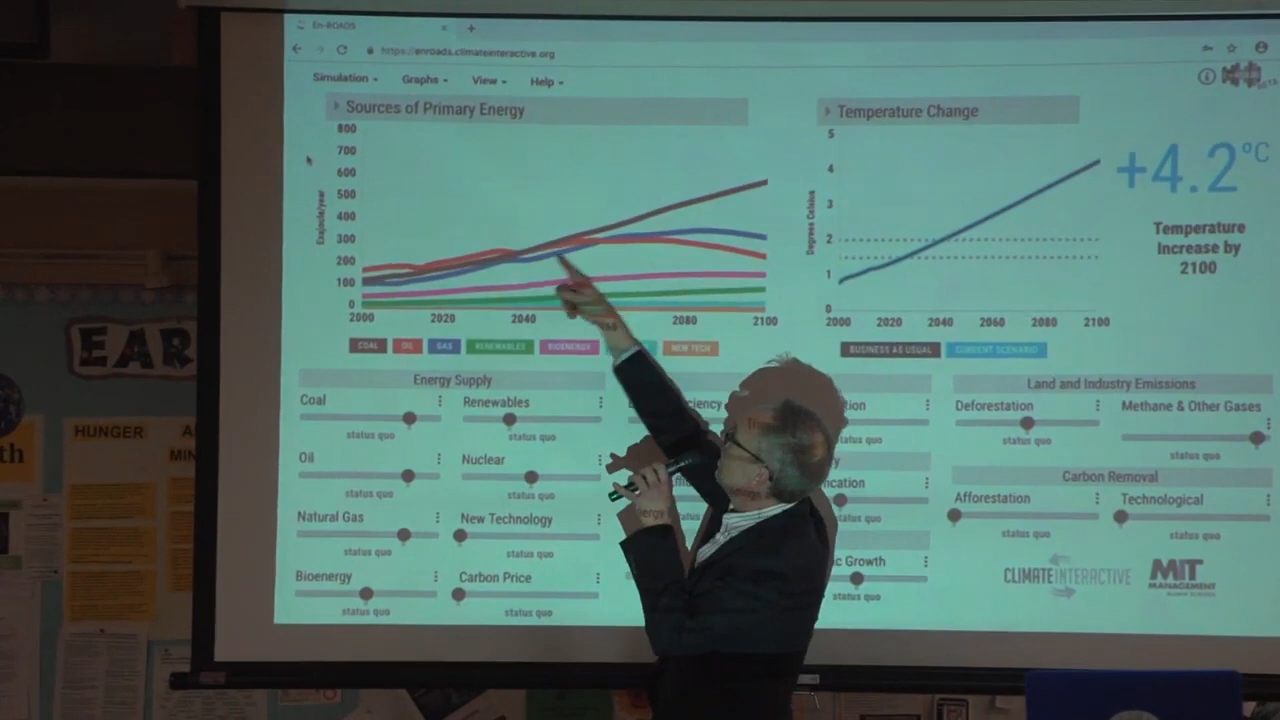 En-ROADS
https://enroads.climateinteractive.org
Simulation Graphs View Help
Sources of Primary Energy
800
700
600
500
400
300
200
100
0
Exajoule/year
2000 2020 2040 2080 2100
COAL OIL GAS RENEWABLES BIOENERGY NEW TECH
Temperature Change
5
4
3
2
1
0
Degrees Celsius
2000 2020 2040 2060 2080 2100
BUSINESS AS USUAL CURRENT SCENARIO
+4.2°C
Temperature
Increase by
2100
Energy Supply
Coal
status quo
Renewables
status quo
Oil
status quo
Nuclear
status quo
Natural Gas
status quo
New Technology
status quo
Bioenergy
status quo
Carbon Price
status quo
status quo
status quo
c Growth
status quo
Land and Industry Emissions
Deforestation
status quo
Methane & Other Gases
status quo
Carbon Removal
Afforestation
status quo
Technological
status quo
CLIMATE INTERACTIVE
MIT
MANAGEMENT
EAR
th
HUNGER